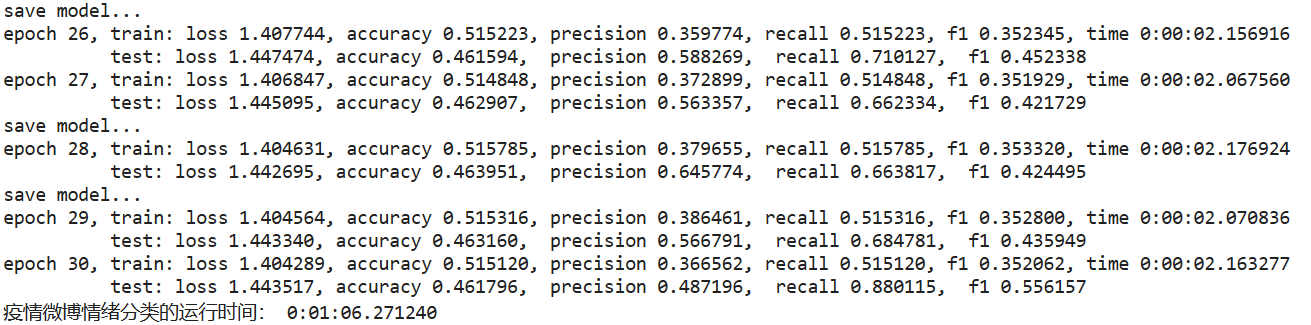 save model...
epoch 26, train: loss 1.407744, accuracy 0.515223, precision 0.359774, recall 0.515223, f1 0.352345, time 0:00:02.156916
test: loss 1.447474, accuracy 0.461594,  precision 0.588269,  recall 0.710127,  f1 0.452338
epoch 27, train: loss 1.406847, accuracy 0.514848, precision 0.372899, recall 0.514848, f1 0.351929, time 0:00:02.067560
test: loss 1.445095, accuracy 0.462907,  precision 0.563357,  recall 0.662334,  f1 0.421729
save model...
epoch 28, train: loss 1.404631, accuracy 0.515785, precision 0.379655, recall 0.515785, f1 0.353320, time 0:00:02.176924
test: loss 1.442695, accuracy 0.463951,  precision 0.645774,  recall 0.663817,  f1 0.424495
save model...
epoch 29, train: loss 1.404564, accuracy 0.515316, precision 0.386461, recall 0.515316, f1 0.352800, time 0:00:02.070836
test: loss 1.443340, accuracy 0.463160,  precision 0.566791,  recall 0.684781,  f1 0.435949
epoch 30, train: loss 1.404289, accuracy 0.515120, precision 0.366562, recall 0.515120, f1 0.352062, time 0:00:02.163277
test: loss 1.443517, accuracy 0.461796,  precision 0.487196,  recall 0.880115,  f1 0.556157
疫情微博情绪分类的运行时间： 0:01:06.271240